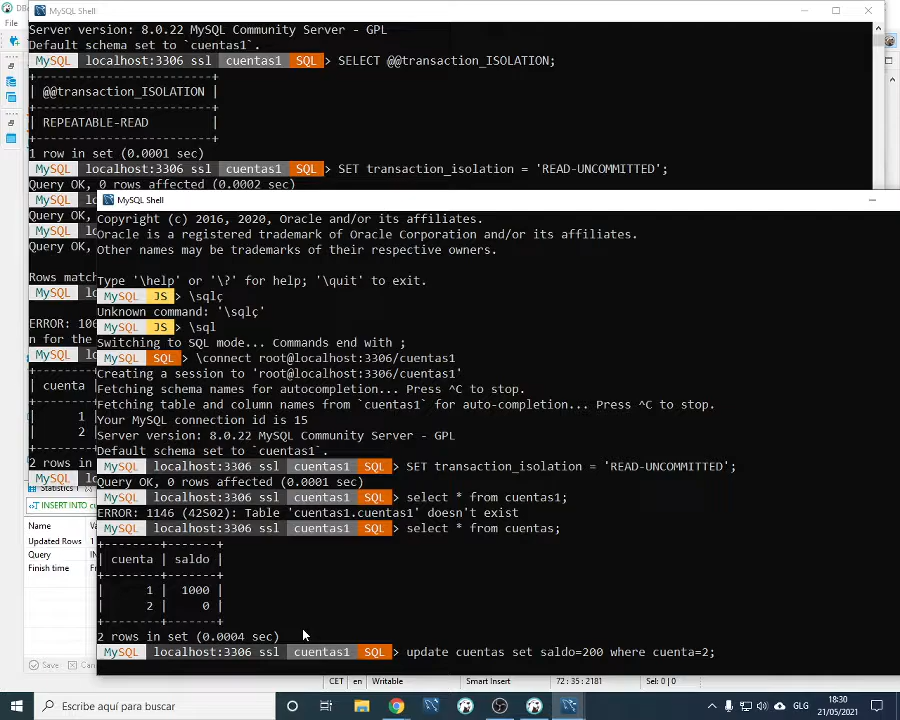 DB
MySQL Shell
File
Server version: 8.0.22 MySQL Community Server - GPL
Default schema set to `cuentas1`.
MySQL localhost:3306 ssl cuentas1 SQL> SELECT @@transaction_ISOLATION;
+-------------------------+
| @@transaction_ISOLATION |
+-------------------------+
| REPEATABLE-READ         |
+-------------------------+
1 row in set (0.0001 sec)
MySQL localhost:3306 ssl cuentas1 SQL> SET transaction_isolation = 'READ-UNCOMMITTED';
Query OK, 0 rows affected (0.0002 sec)
MySQL lo
Query OK,
MySQL lo
Query OK,
Rows match
MySQL lo
ERROR: 106
n for the
MySQL lo
| cuenta
| 1
| 2
2 rows in
MySQL lo
MySQL Shell
Copyright (c) 2016, 2020, Oracle and/or its affiliates.
Oracle is a registered trademark of Oracle Corporation and/or its affiliates.
Other names may be trademarks of their respective owners.
Type '\help' or '\?' for help; '\quit' to exit.
MySQL JS> \sqlç
Unknown command: '\sqlç'
MySQL JS> \sql
Switching to SQL mode... Commands end with ;
MySQL SQL> \connect root@localhost:3306/cuentas1
Creating a session to 'root@localhost:3306/cuentas1'
Fetching schema names for autocompletion... Press ^C to stop.
Fetching table and column names from `cuentas1` for auto-completion... Press ^C to stop.
Your MySQL connection id is 15
Server version: 8.0.22 MySQL Community Server - GPL
Default schema set to `cuentas1`.
MySQL localhost:3306 ssl cuentas1 SQL> SET transaction_isolation = 'READ-UNCOMMITTED';
Query OK, 0 rows affected (0.0001 sec)
MySQL localhost:3306 ssl cuentas1 SQL> select * from cuentas1;
ERROR: 1146 (42S02): Table 'cuentas1.cuentas1' doesn't exist
MySQL localhost:3306 ssl cuentas1 SQL> select * from cuentas;
+--------+-------+
| cuenta | saldo |
+--------+-------+
|      1 |  1000 |
|      2 |     0 |
+--------+-------+
2 rows in set (0.0004 sec)
MySQL localhost:3306 ssl cuentas1 SQL> update cuentas set saldo=200 where cuenta=2;
Statistics 1
INSERT INTO cu
Name
Updated Rows
Query
Finish time
Save
Canc
CET
en
Writable
Smart Insert
72 : 35 : 2181
Sel: 0 | 0
Escribe aquí para buscar
18:30
21/05/2021